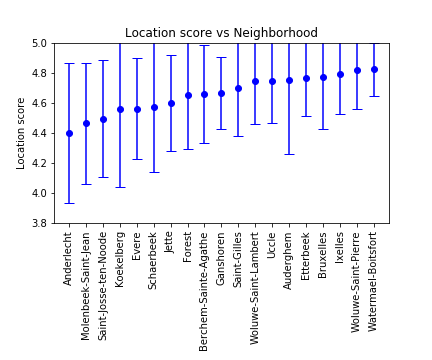 Location score vs Neighborhood
Location score
5.0
4.8
4.6
4.4
4.2
4.0
3.8
Anderlecht
Molenbeek-Saint-Jean
Saint-Josse-ten-Noode
Koekelberg
Evere
Schaerbeek
Jette
Forest
Berchem-Sainte-Agathe
Ganshoren
Saint-Gilles
Woluwe-Saint-Lambert
Uccle
Auderghem
Etterbeek
Bruxelles
Ixelles
Woluwe-Saint-Pierre
Watermael-Boitsfort